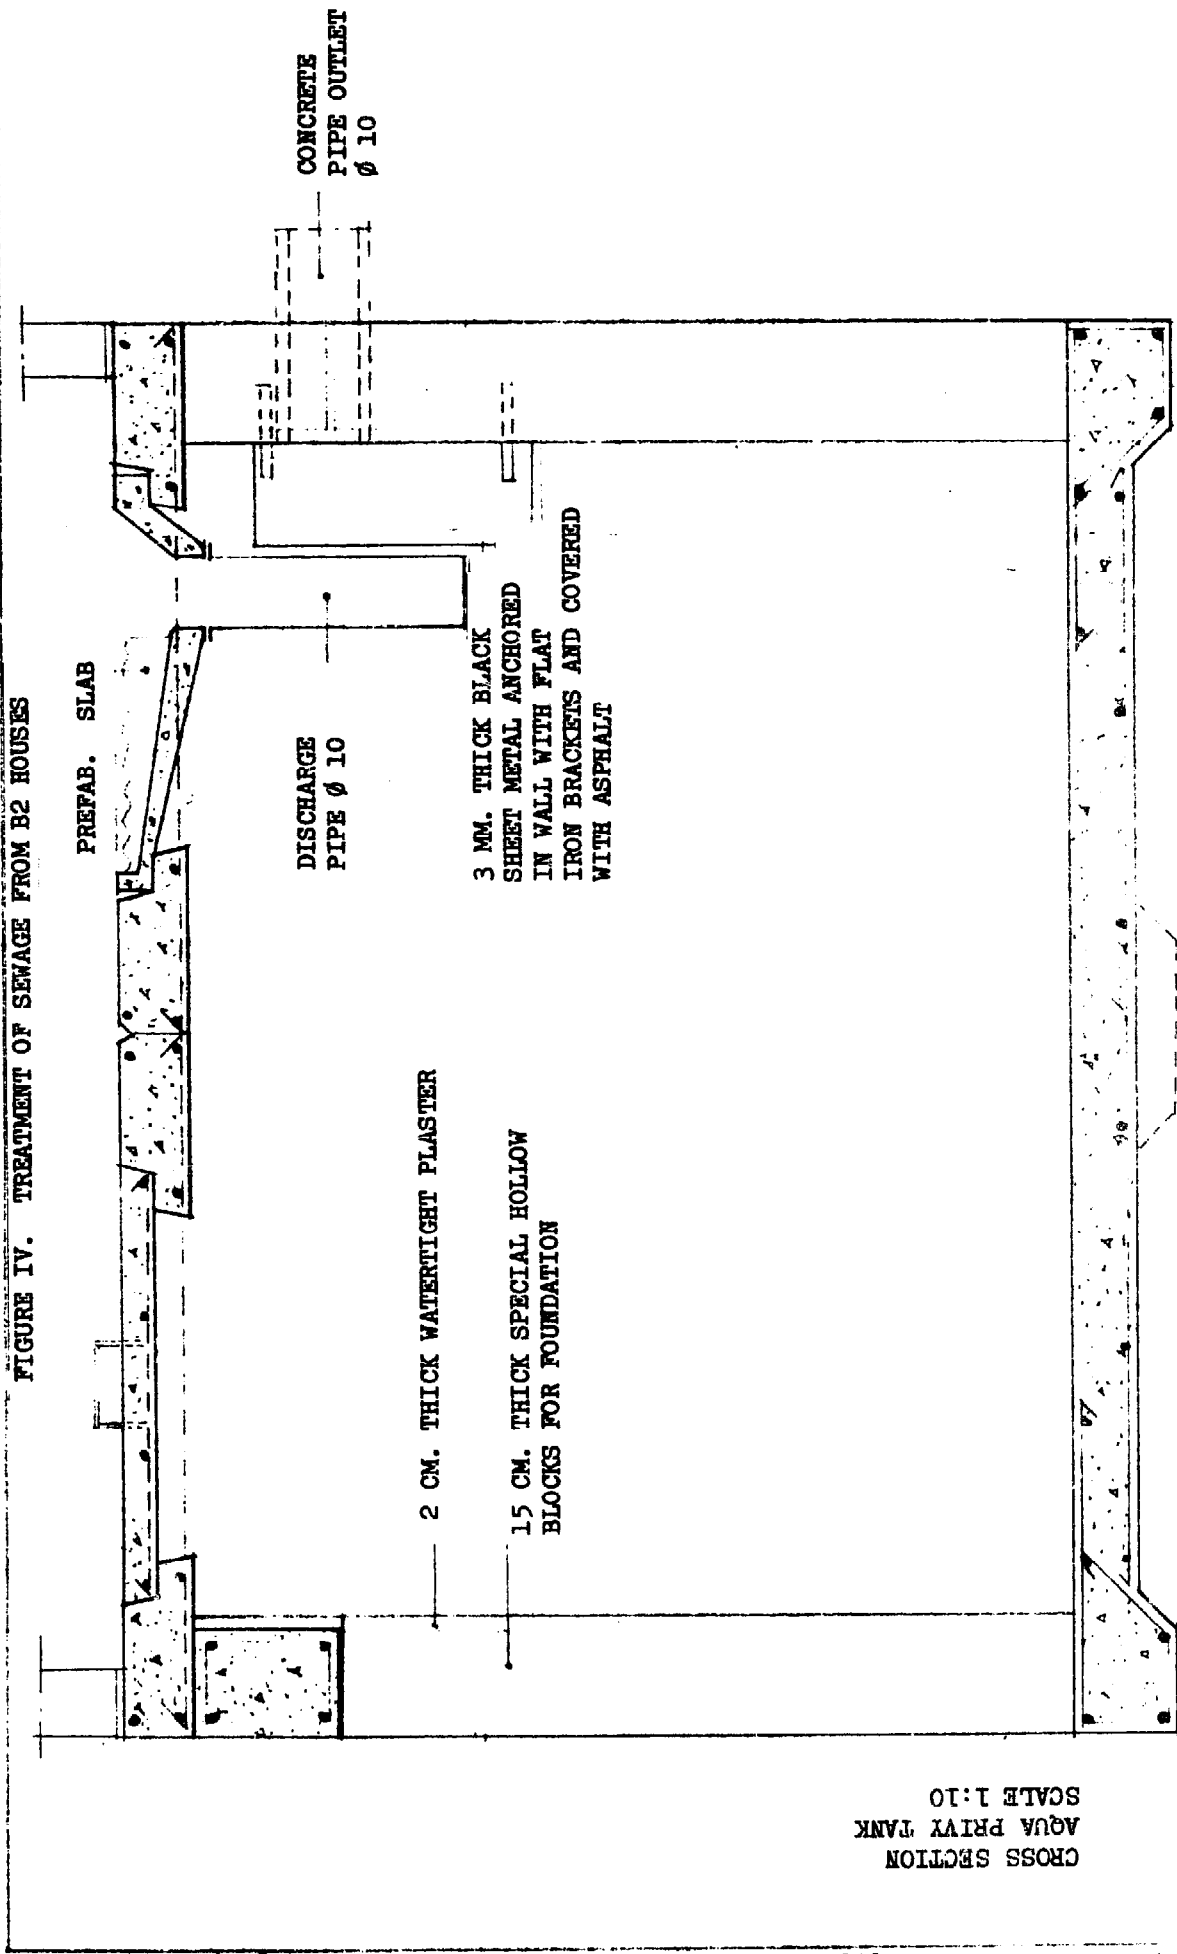 FIGURE IV. TREATMENT OF SEWAGE FROM B2 HOUSES
PREFAB. SLAB
CONCRETE
PIPE OUTLET
Ø 10
DISCHARGE
PIPE Ø 10
3 MM. THICK BLACK
SHEET METAL ANCHORED
IN WALL WITH FLAT
IRON BRACKETS AND COVERED
WITH ASPHALT
2 CM. THICK WATERTIGHT PLASTER
15 CM. THICK SPECIAL HOLLOW
BLOCKS FOR FOUNDATION
CROSS SECTION
AQUA PRIVY TANK
SCALE 1:10